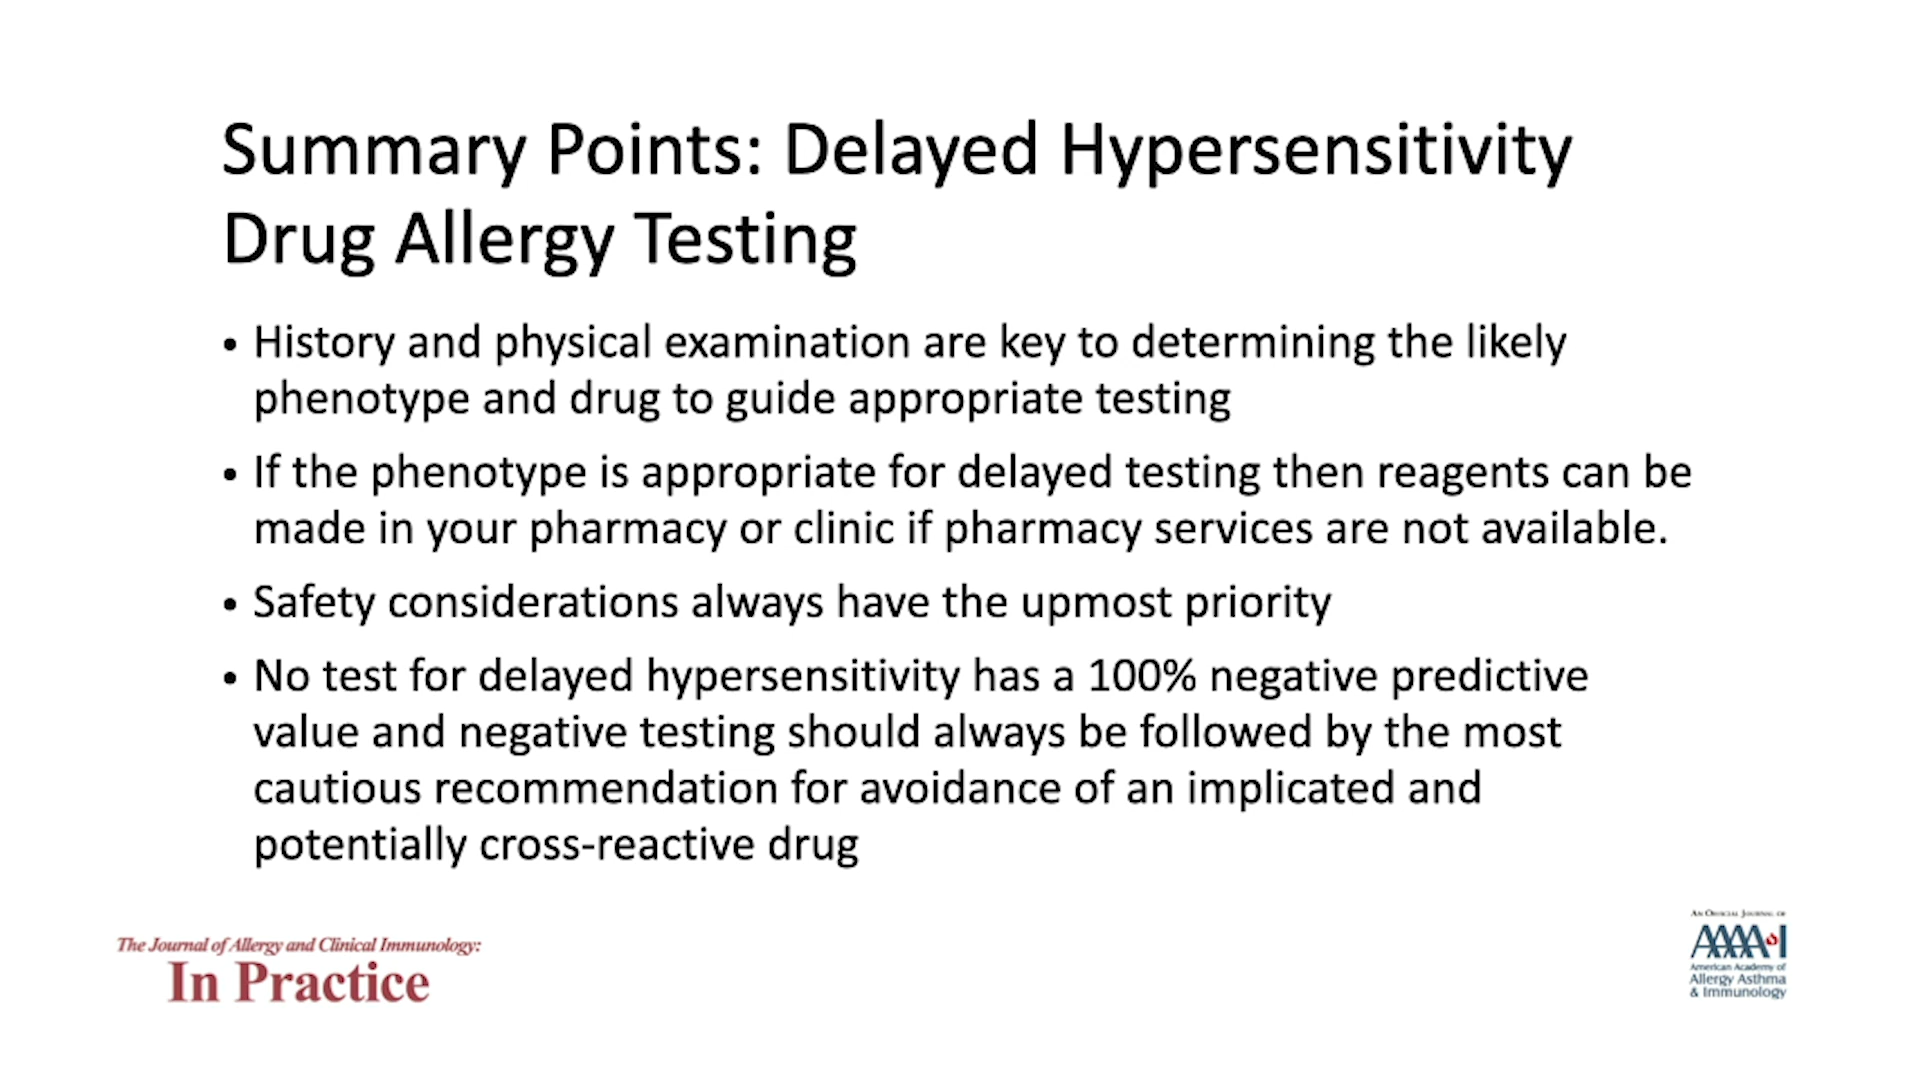 Summary Points: Delayed Hypersensitivity
Drug Allergy Testing
• History and physical examination are key to determining the likely
phenotype and drug to guide appropriate testing
• If the phenotype is appropriate for delayed testing then reagents can be
made in your pharmacy or clinic if pharmacy services are not available.
• Safety considerations always have the upmost priority
• No test for delayed hypersensitivity has a 100% negative predictive
value and negative testing should always be followed by the most
cautious recommendation for avoidance of an implicated and
potentially cross-reactive drug
The Journal of Allergy and Clinical Immunology:
In Practice
AN OFFICIAL JOURNAL OF
AAAAI
American Academy of
Allergy Asthma
& Immunology